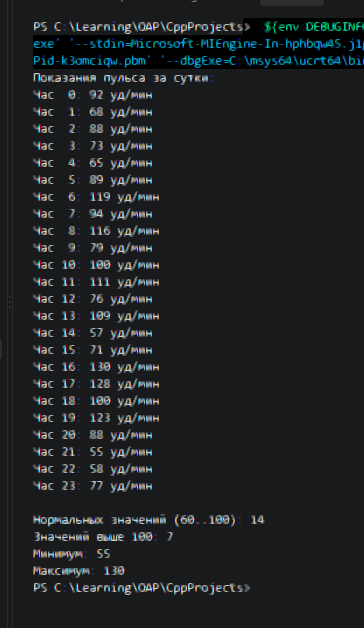 PS C:\Learning\OAP\CppProjects> ${env:DEBUGINFO
exe' '--stdin=Microsoft-MIEngine-In-hphbqw45.j1g
Pid-k3omciqw.pbm' '--dbgExe=C:\msys64\ucrt64\bin
Показания пульса за сутки:
Час  0: 92 уд/мин
Час  1: 68 уд/мин
Час  2: 88 уд/мин
Час  3: 73 уд/мин
Час  4: 65 уд/мин
Час  5: 89 уд/мин
Час  6: 119 уд/мин
Час  7: 94 уд/мин
Час  8: 116 уд/мин
Час  9: 79 уд/мин
Час 10: 100 уд/мин
Час 11: 111 уд/мин
Час 12: 76 уд/мин
Час 13: 109 уд/мин
Час 14: 57 уд/мин
Час 15: 71 уд/мин
Час 16: 130 уд/мин
Час 17: 128 уд/мин
Час 18: 100 уд/мин
Час 19: 123 уд/мин
Час 20: 88 уд/мин
Час 21: 55 уд/мин
Час 22: 58 уд/мин
Час 23: 77 уд/мин
Нормальных значений (60..100): 14
Значений выше 100: 7
Минимум: 55
Максимум: 130
PS C:\Learning\OAP\CppProjects>